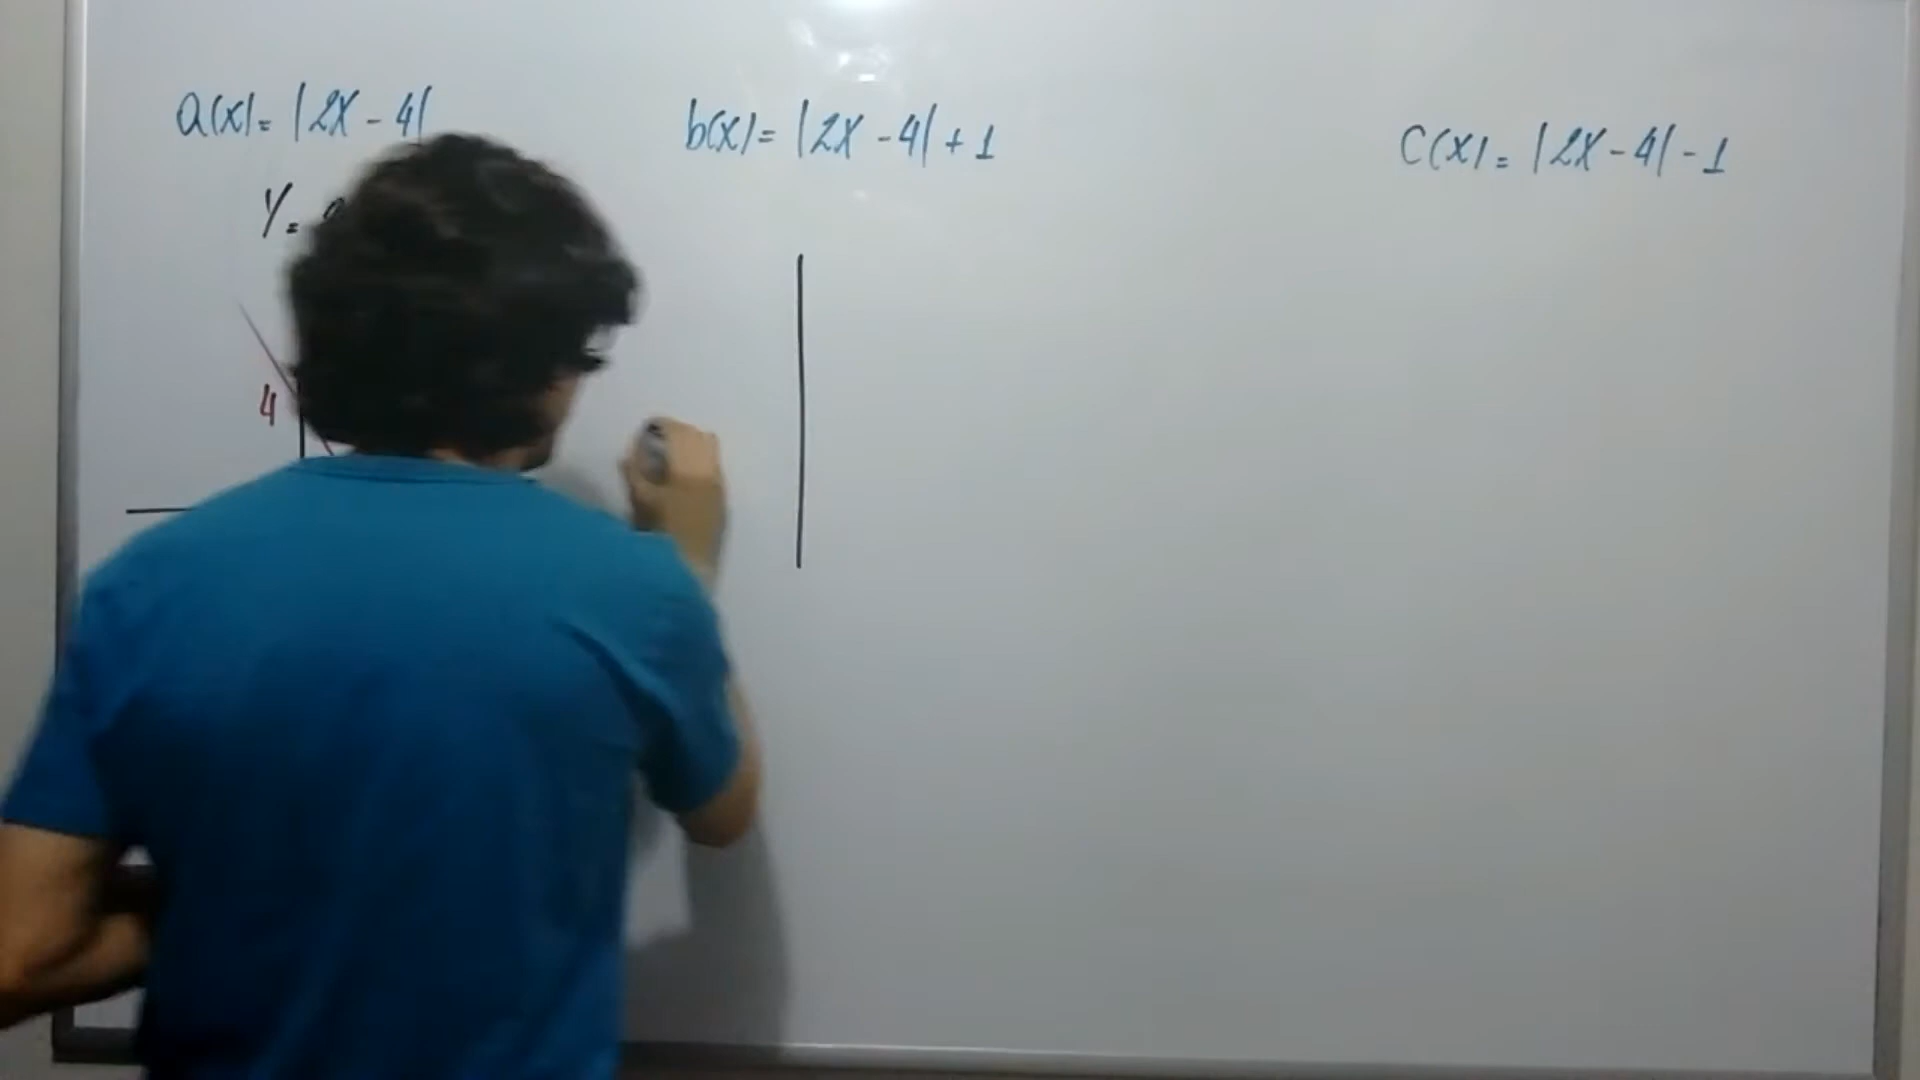 a(x)= |2x - 4|
b(x)= |2x - 4| + 1
c(x)= |2x - 4| - 1
y=
4